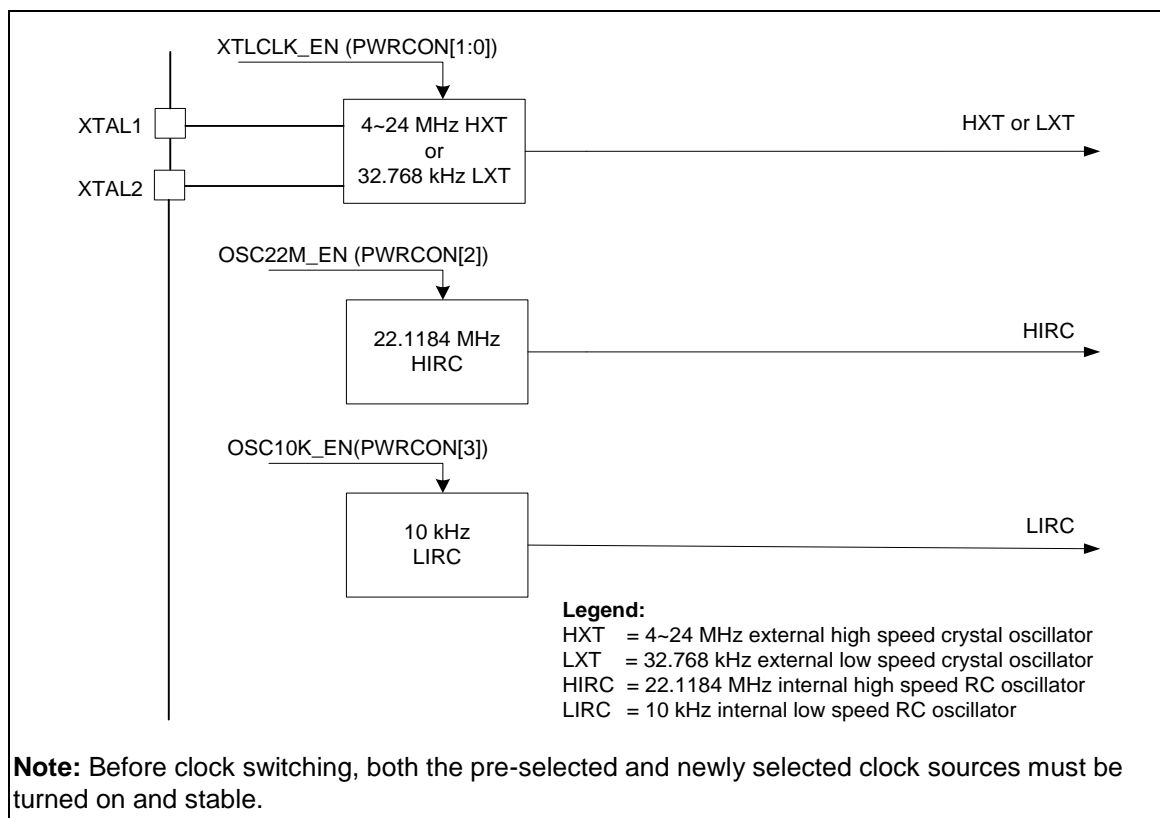 XTLCLK_EN (PWRCON[1:0])
XTAL1
XTAL2
4~24 MHz HXT
or
32.768 kHz LXT
HXT or LXT
OSC22M_EN (PWRCON[2])
22.1184 MHz
HIRC
HIRC
OSC10K_EN(PWRCON[3])
10 kHz
LIRC
LIRC
Legend:
HXT = 4~24 MHz external high speed crystal oscillator
LXT = 32.768 kHz external low speed crystal oscillator
HIRC = 22.1184 MHz internal high speed RC oscillator
LIRC = 10 kHz internal low speed RC oscillator
Note: Before clock switching, both the pre-selected and newly selected clock sources must be
turned on and stable.